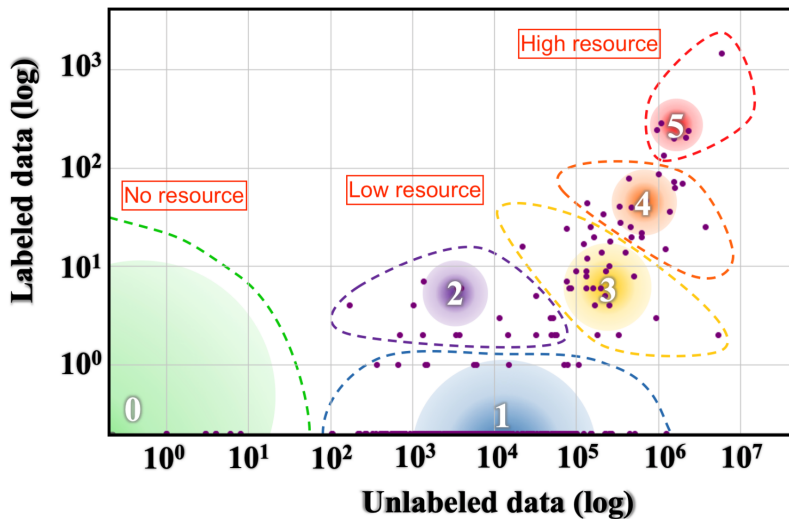 High resource
10³
5
10²
No resource
Low resource
4
10¹
2
3
10⁰
0
1
10⁰ 10¹ 10² 10³ 10⁴ 10⁵ 10⁶ 10⁷
Labeled data (log)
Unlabeled data (log)